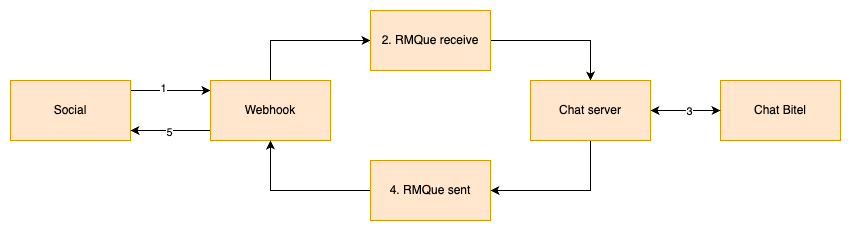 2. RMQue receive
Social
1
Webhook
Chat server
3
Chat Bitel
5
4. RMQue sent